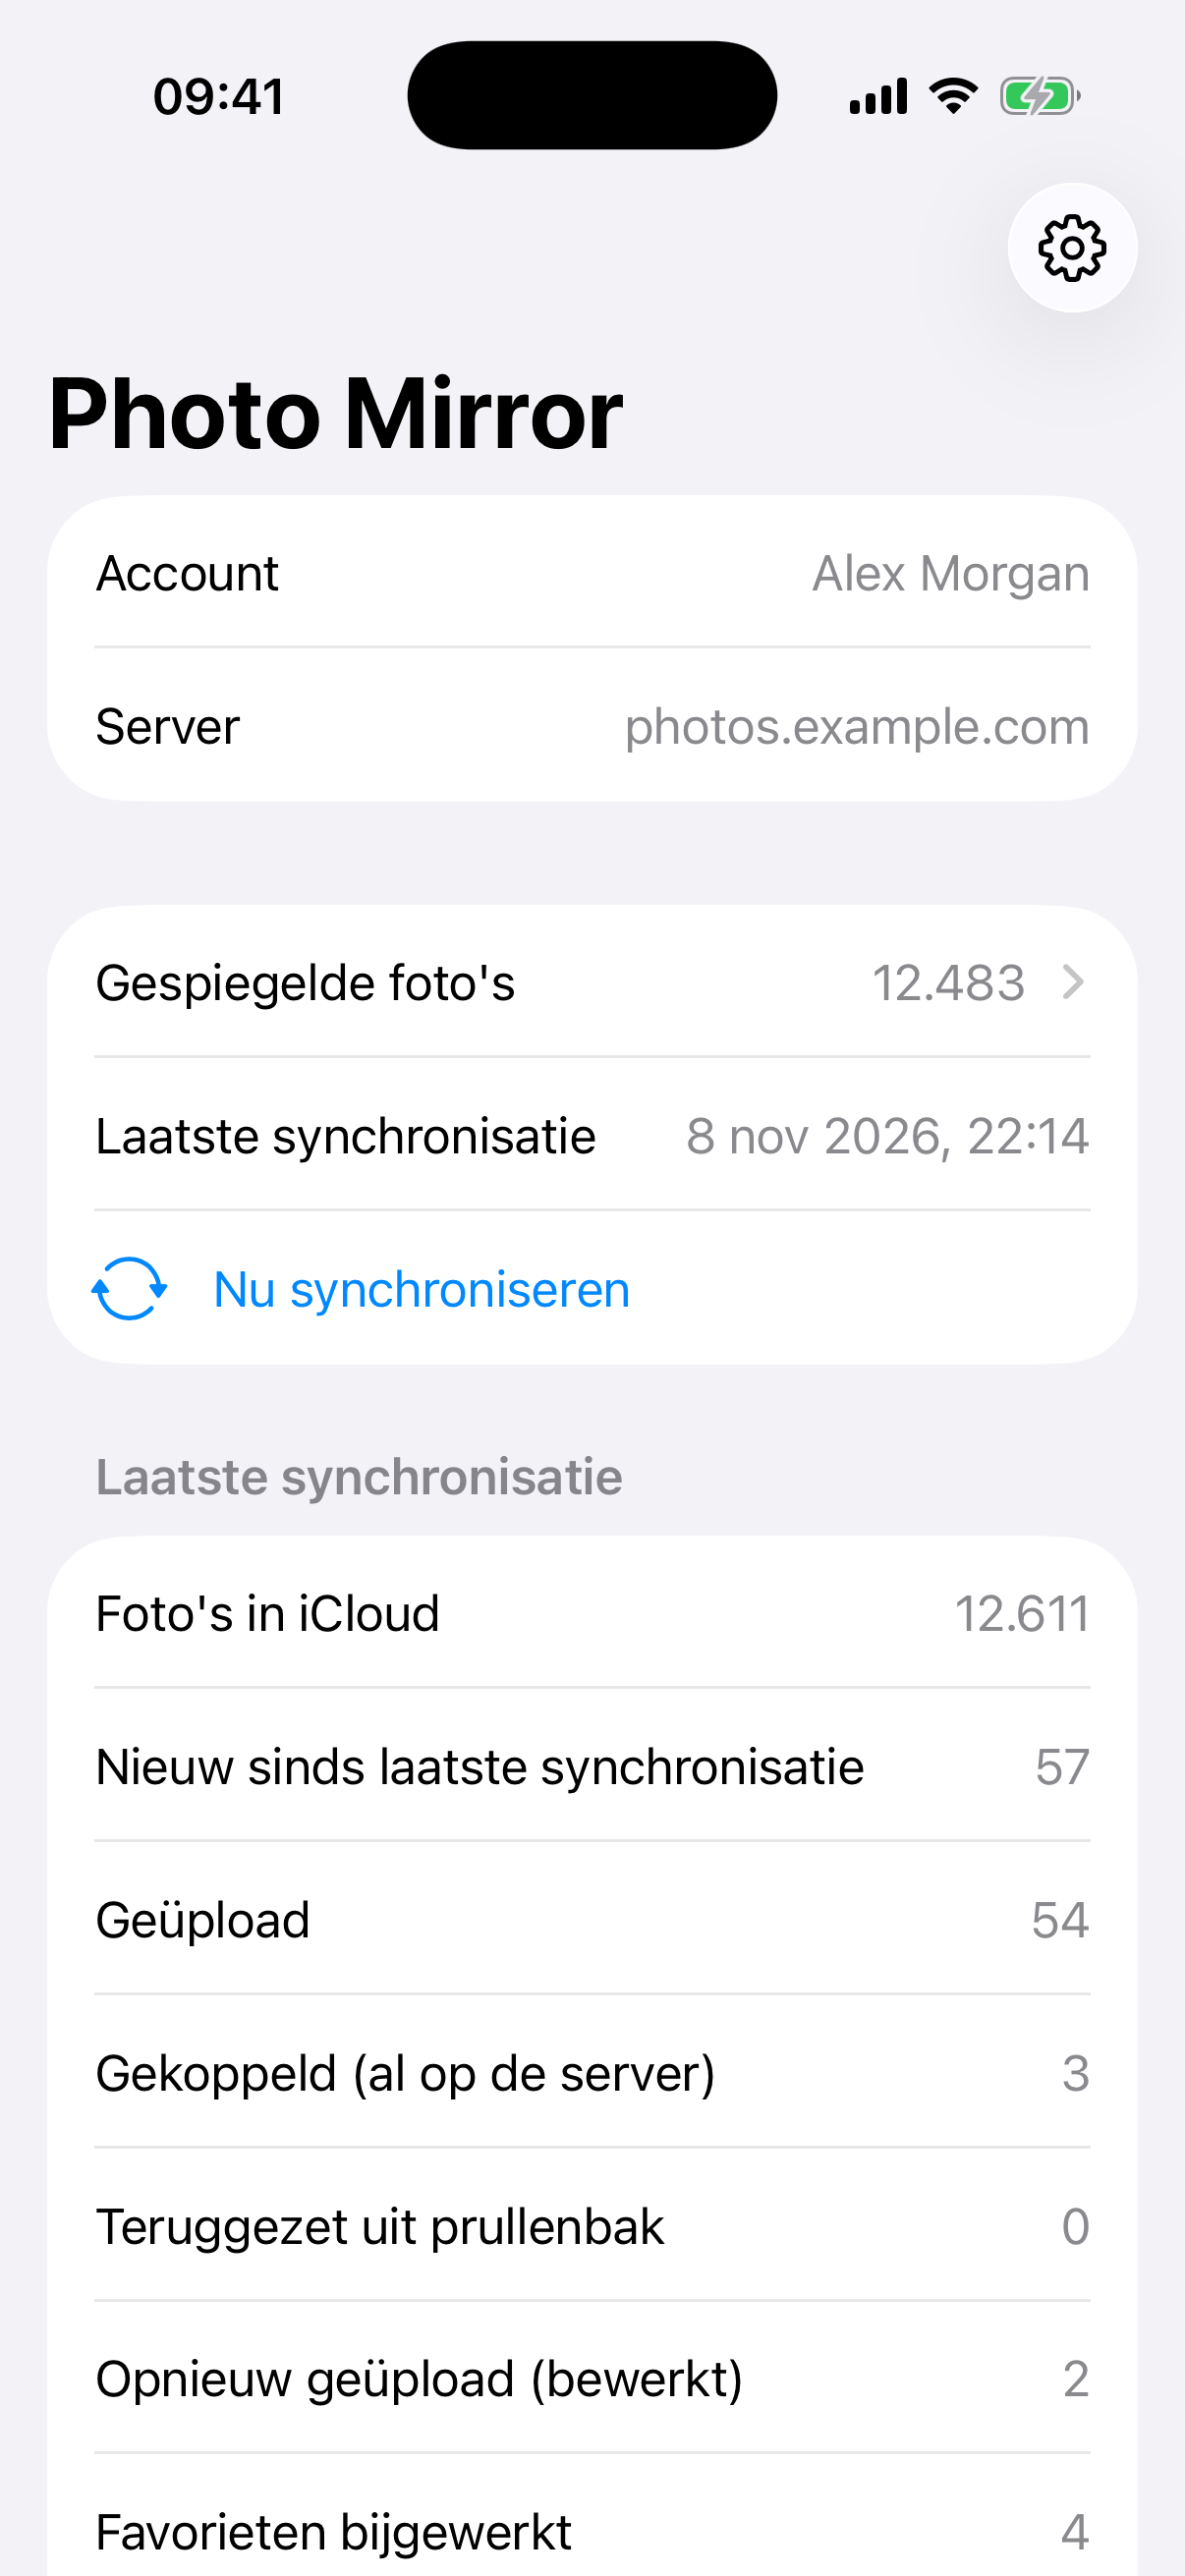 09:41
Photo Mirror
Account Alex Morgan
Server photos.example.com
Gespiegelde foto's 12.483
Laatste synchronisatie 8 nov 2026, 22:14
Nu synchroniseren
Laatste synchronisatie
Foto's in iCloud 12.611
Nieuw sinds laatste synchronisatie 57
Geüpload 54
Gekoppeld (al op de server) 3
Teruggezet uit prullenbak 0
Opnieuw geüpload (bewerkt) 2
Favorieten bijgewerkt 4